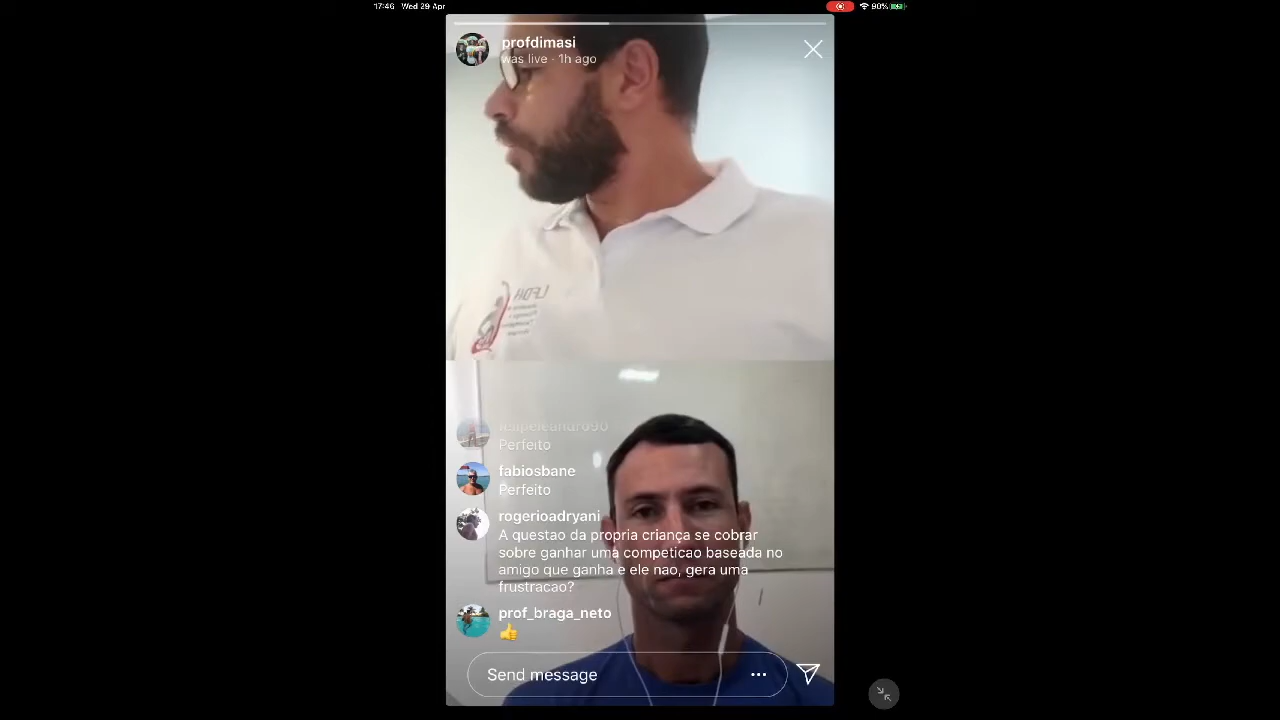 17:46 Wed 29 Apr
90%
profdimasi
was live · 1h ago
Perfeito
fabiosbane
Perfeito
rogerioadryani
A questao da propria criança se cobrar
sobre ganhar uma competicao baseada no
amigo que ganha e ele nao, gera uma
frustracao?
prof_braga_neto
👍
Send message